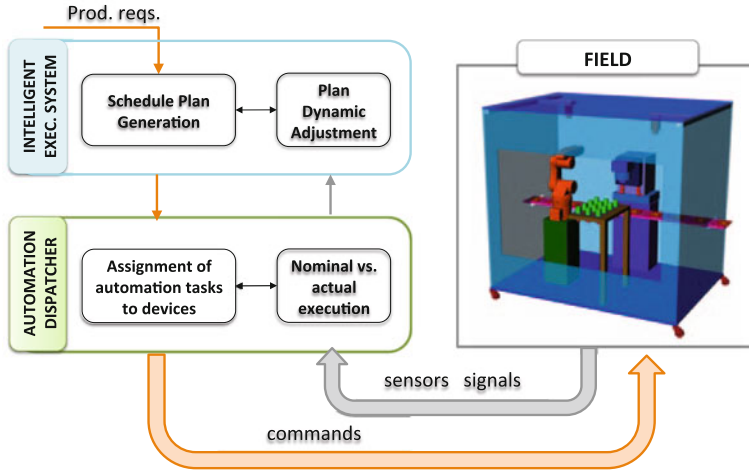 Prod. reqs.
INTELLIGENT
EXEC. SYSTEM
Schedule Plan
Generation
Plan
Dynamic
Adjustment
FIELD
AUTOMATION
DISPATCHER
Assignment of
automation tasks
to devices
Nominal vs.
actual
execution
sensors signals
commands